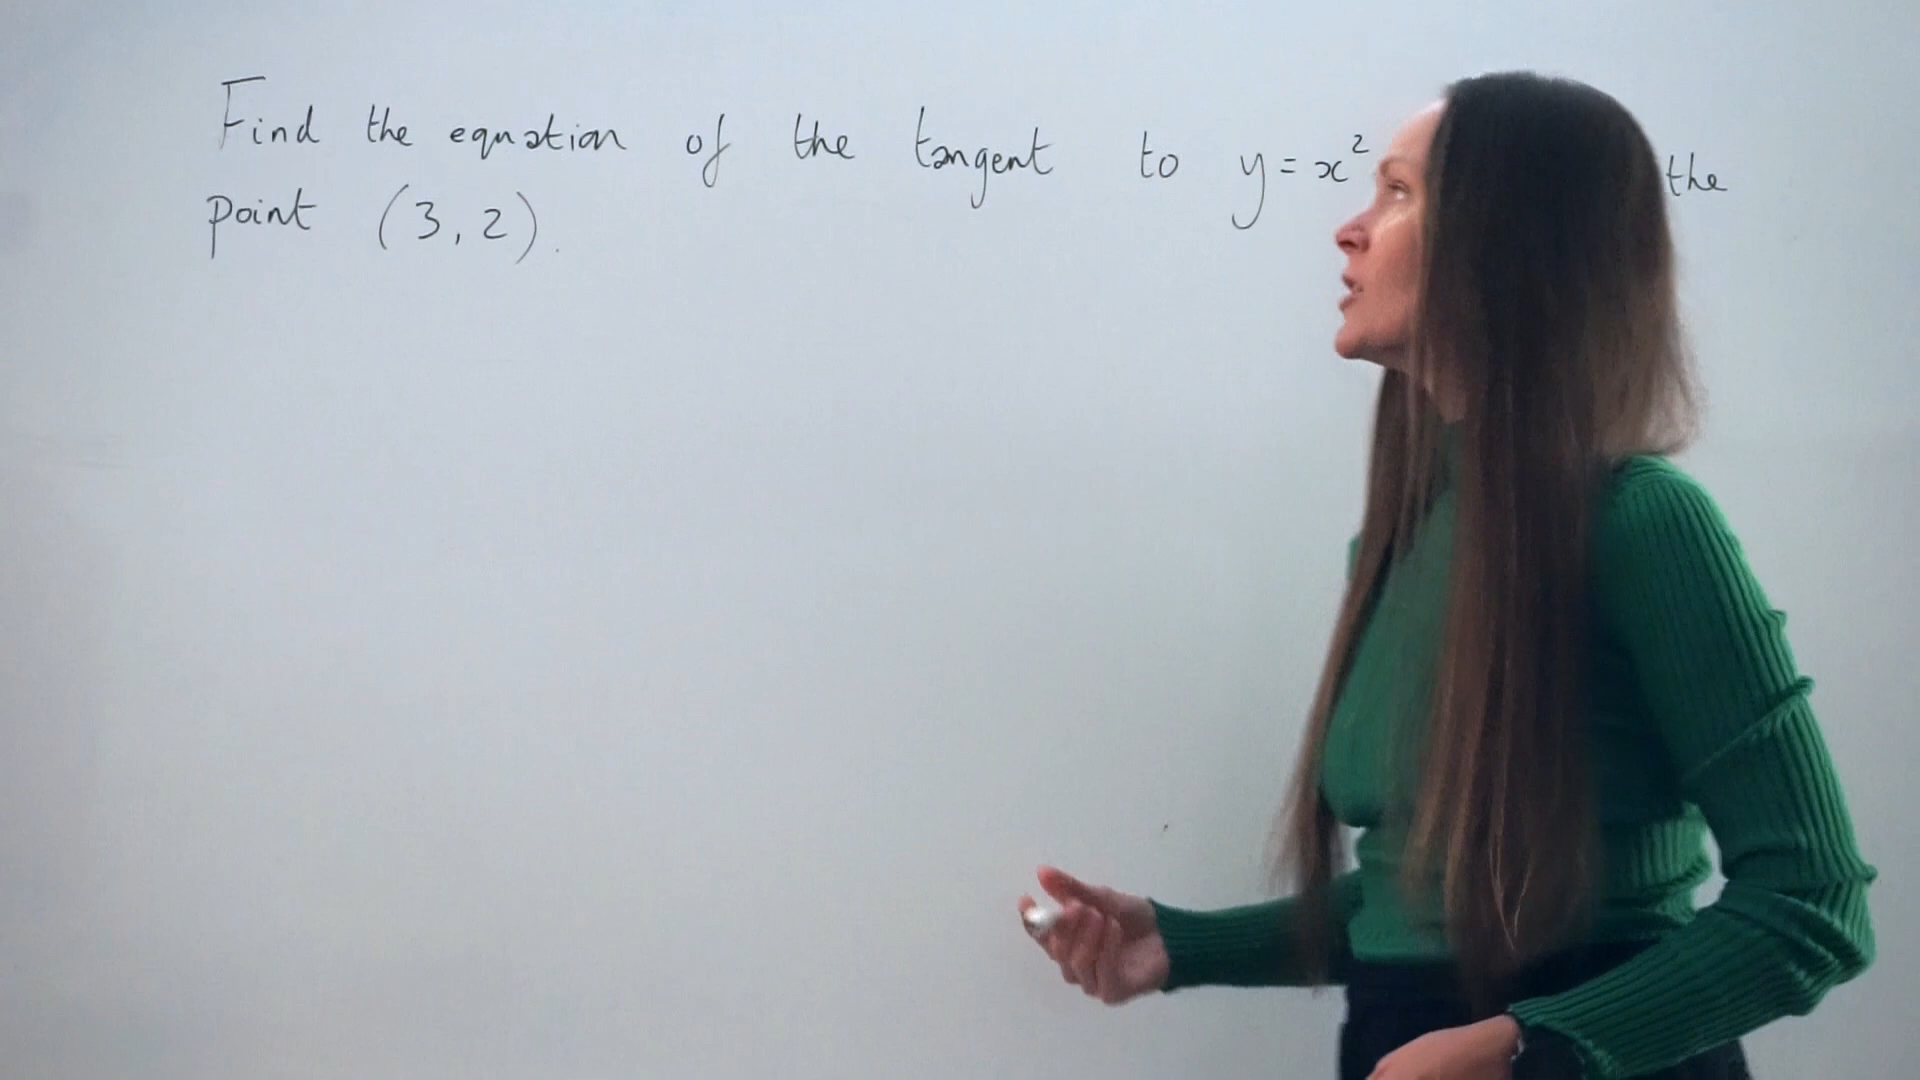 Find the equation of the tangent to y = x² the
point (3, 2).